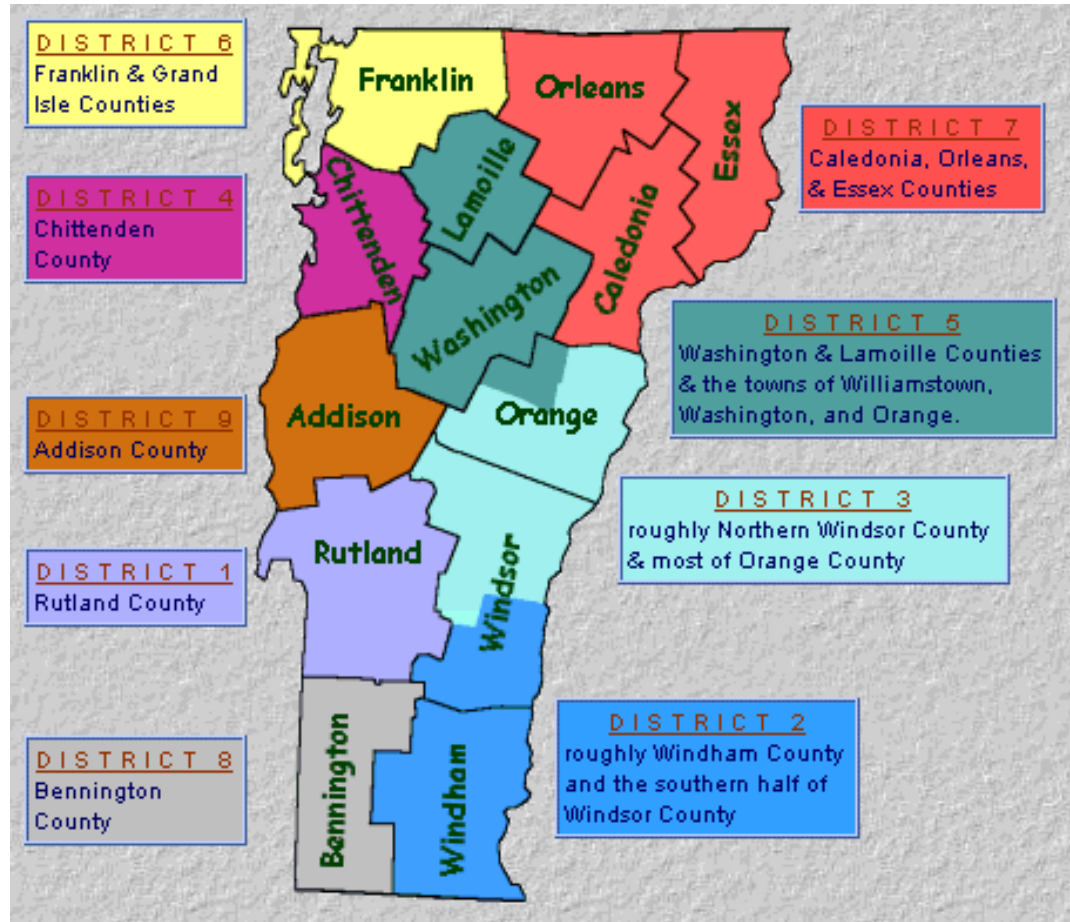 DISTRICT 6
Franklin & Grand
Isle Counties
DISTRICT 4
Chittenden
County
DISTRICT 9
Addison County
DISTRICT 1
Rutland County
DISTRICT 8
Bennington
County
Franklin
Orleans
Essex
Lamoille
Chittenden
Caledonia
Washington
Addison
Orange
Rutland
Windsor
Bennington
Windham
DISTRICT 7
Caledonia, Orleans,
& Essex Counties
DISTRICT 5
Washington & Lamoille Counties
& the towns of Williamstown,
Washington, and Orange.
DISTRICT 3
roughly Northern Windsor County
& most of Orange County
DISTRICT 2
roughly Windham County
and the southern half of
Windsor County